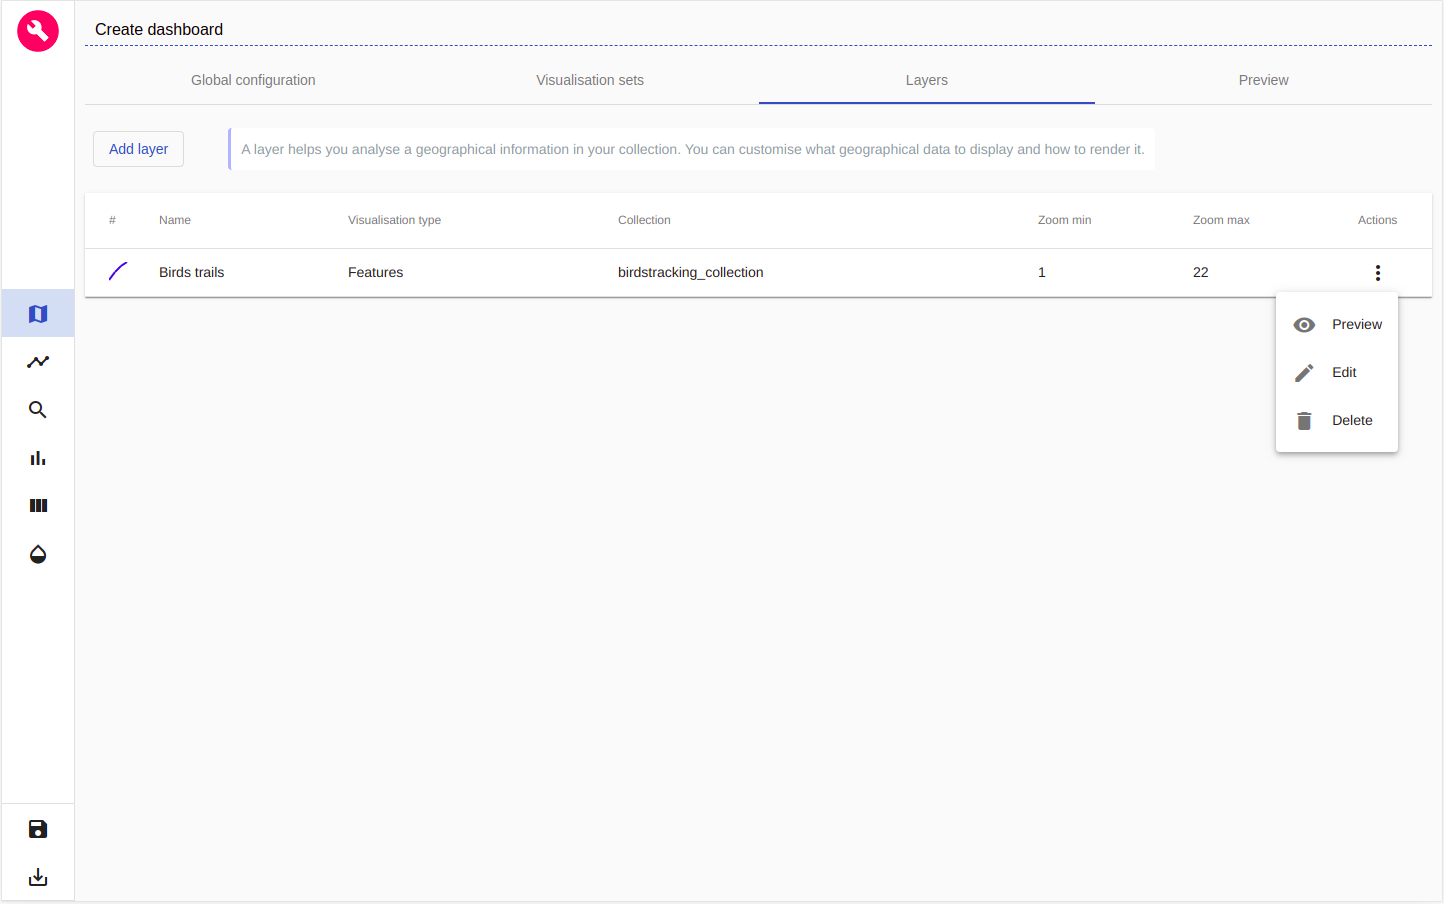 Create dashboard
Global configuration Visualisation sets Layers Preview
Add layer A layer helps you analyse a geographical information in your collection. You can customise what geographical data to display and how to render it.
# Name Visualisation type Collection Zoom min Zoom max Actions
Birds trails Features birdstracking_collection 1 22
Preview
Edit
Delete